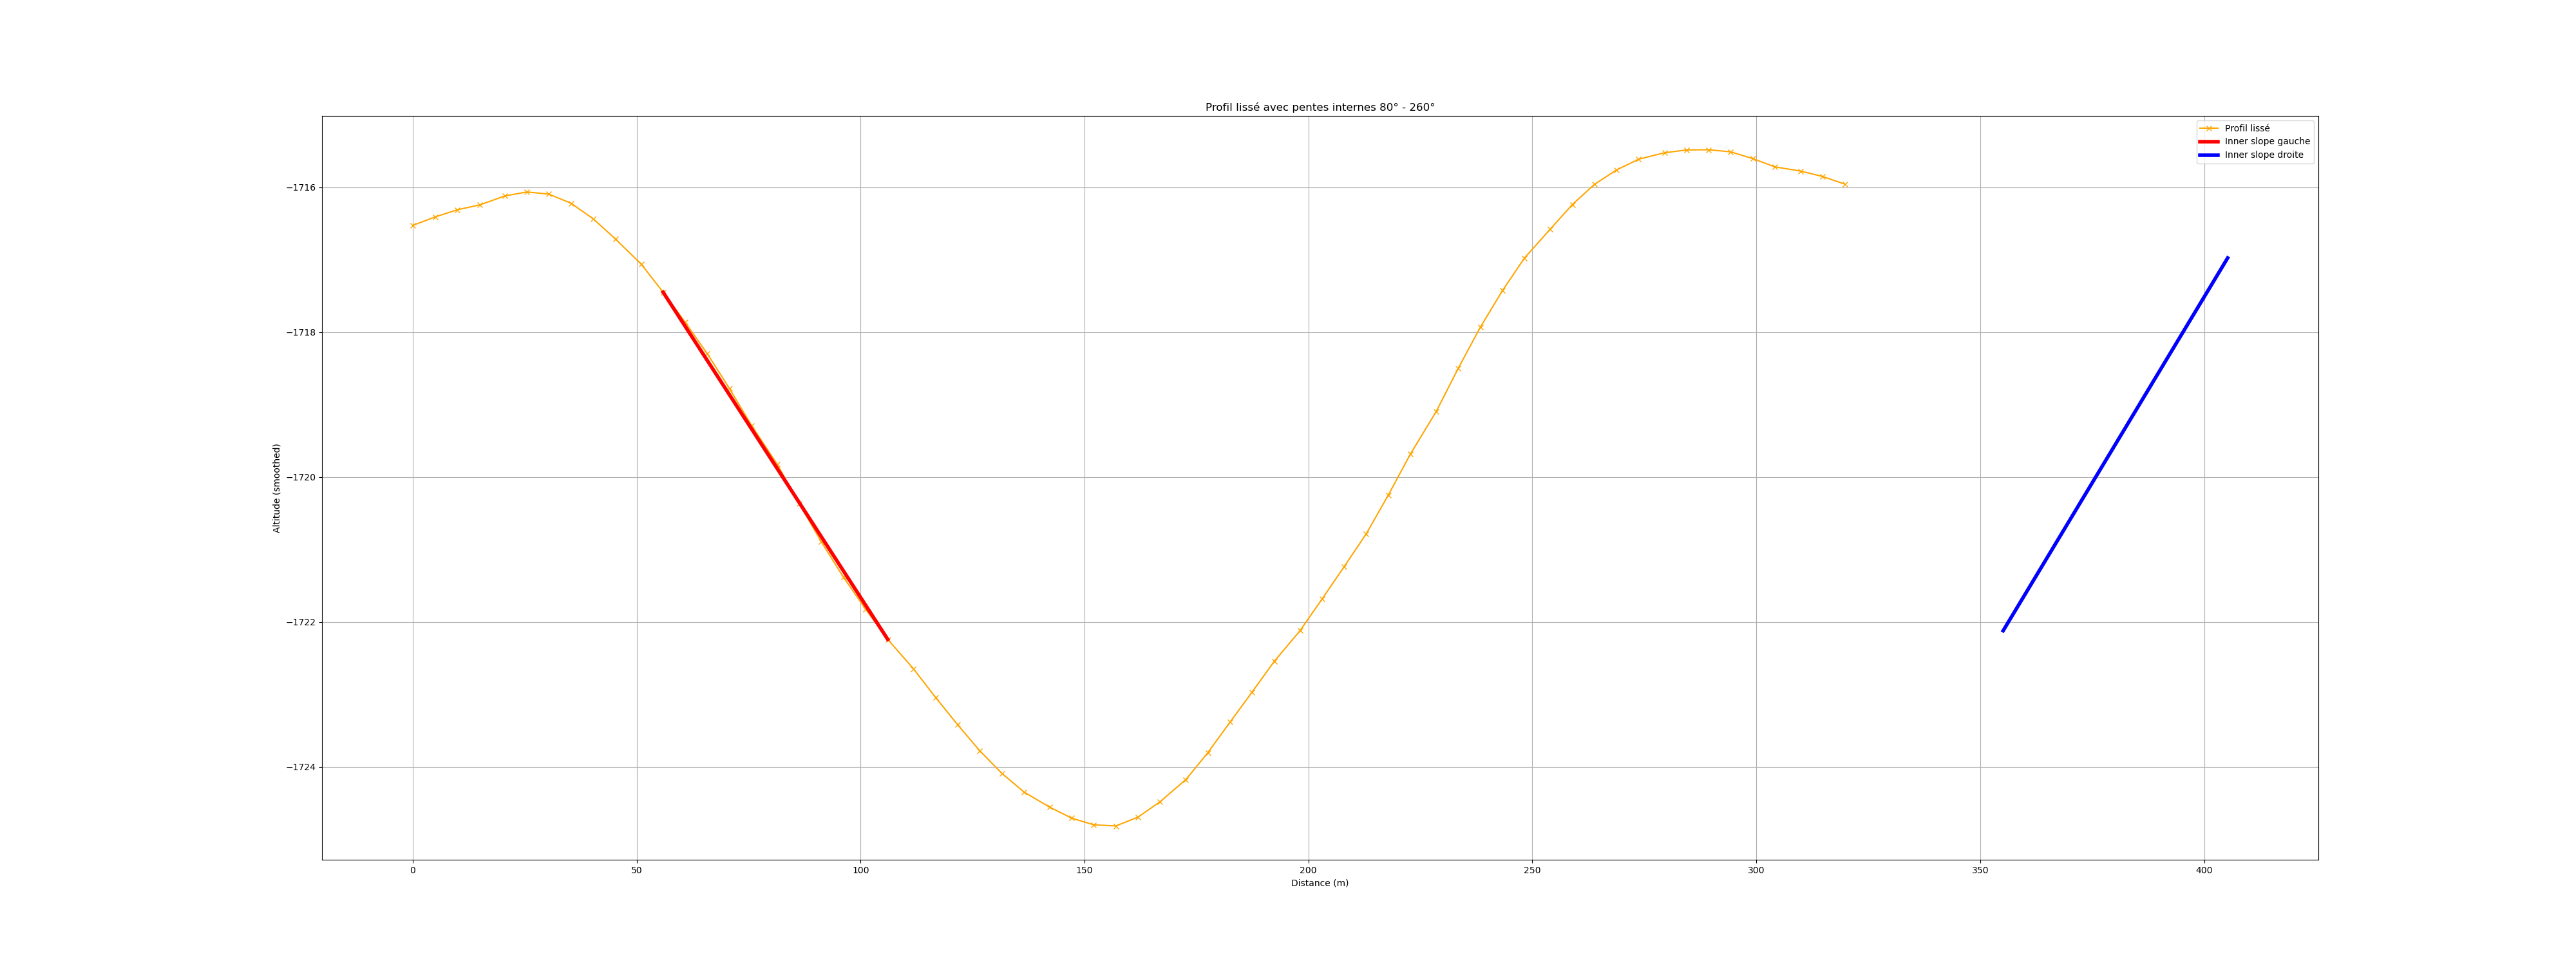 Profil lissé avec pentes internes 80° - 260°
Profil lissé
Inner slope gauche
Inner slope droite
Altitude (smoothed)
−1716
−1718
−1720
−1722
−1724
0 50 100 150 200 250 300 350 400
Distance (m)